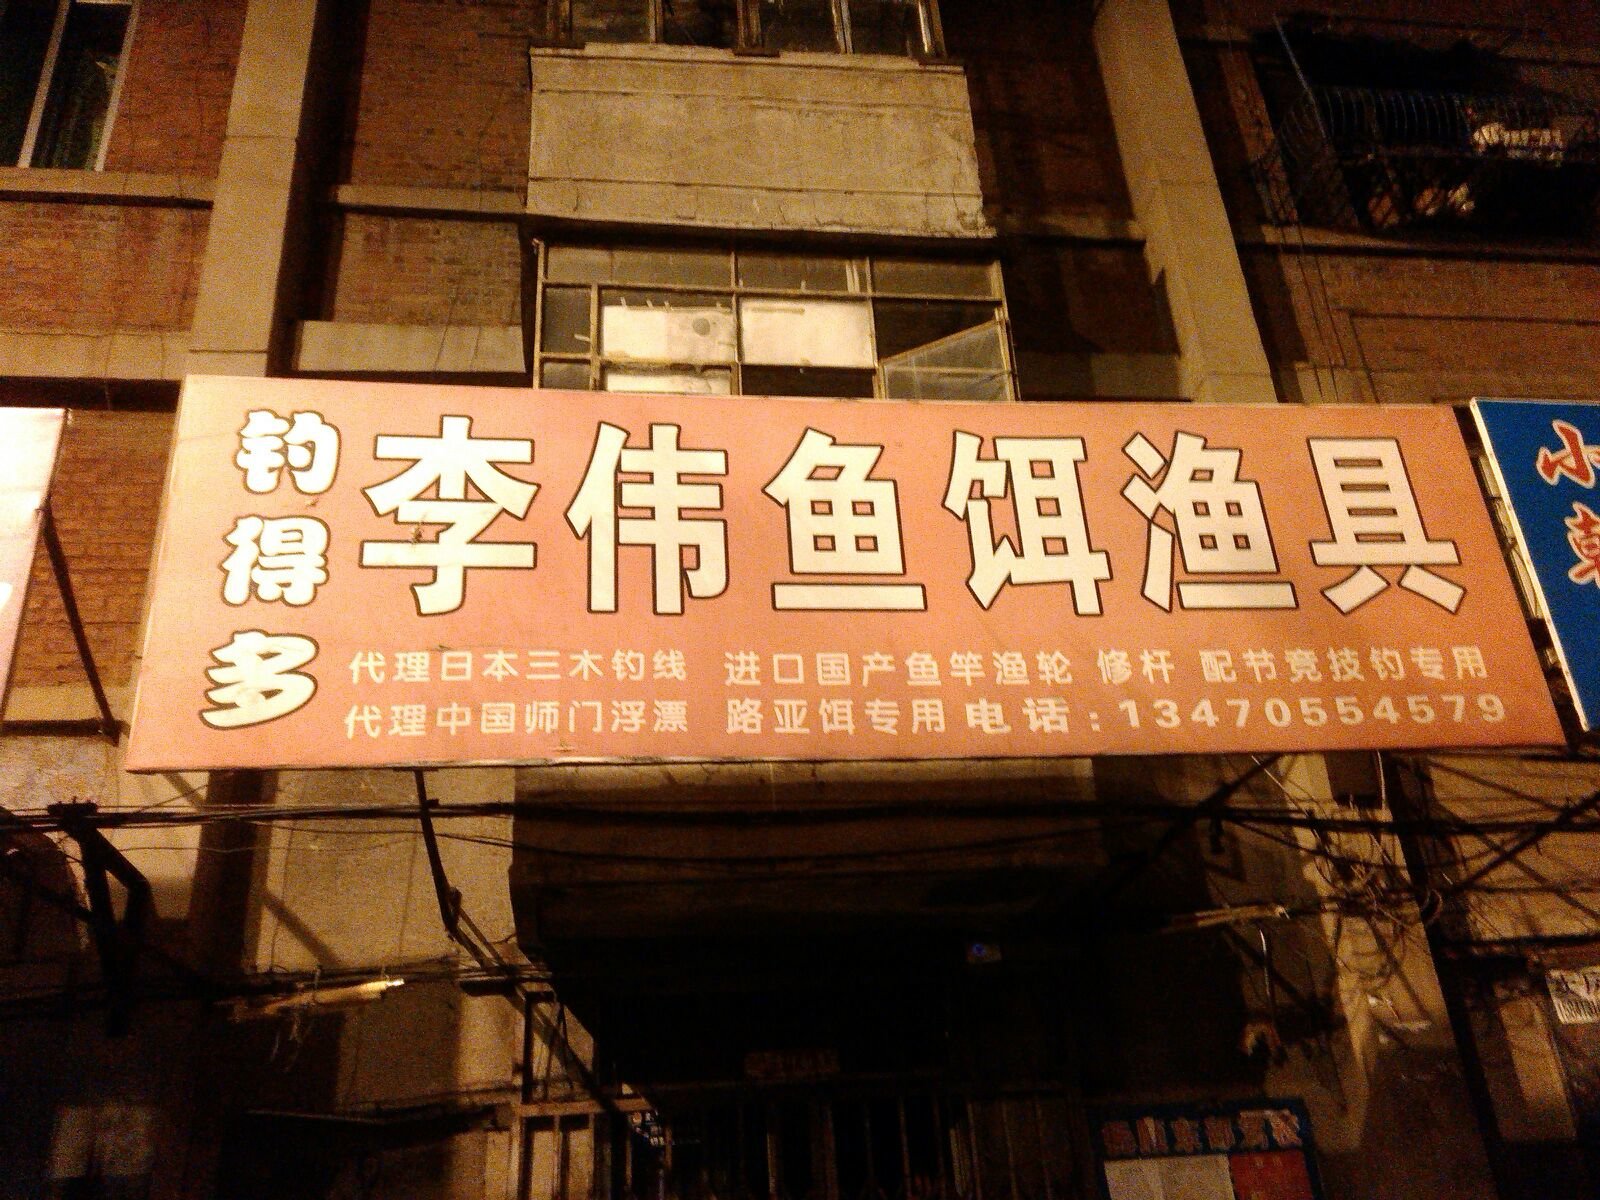 钓得多
李伟鱼饵渔具
代理日本三木钓线 进口国产鱼竿渔轮 修杆 配节竞技钓专用
代理中国师门浮漂 路亚饵专用 电话：13470554579
小